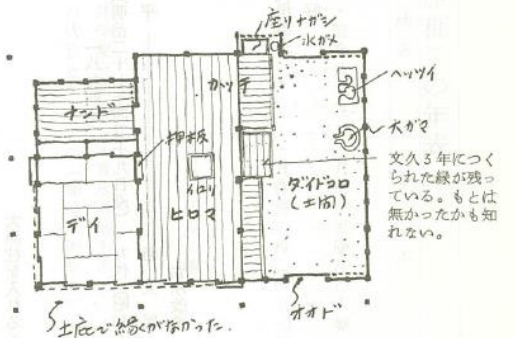 座リナガシ
水ガメ
カッテ
ヘッツイ
ナンド
押板
大ガマ
イロリ
ヒロマ
デイ
ダイドコロ
(土間)
文久3年につく
られた縁が残っ
ている。もとは
無かったかも知
れない。
オオド
土庇で縁くがなかった.